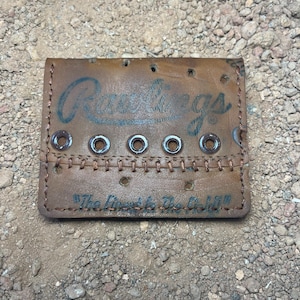 Rawlings
"The Finest In The Field"